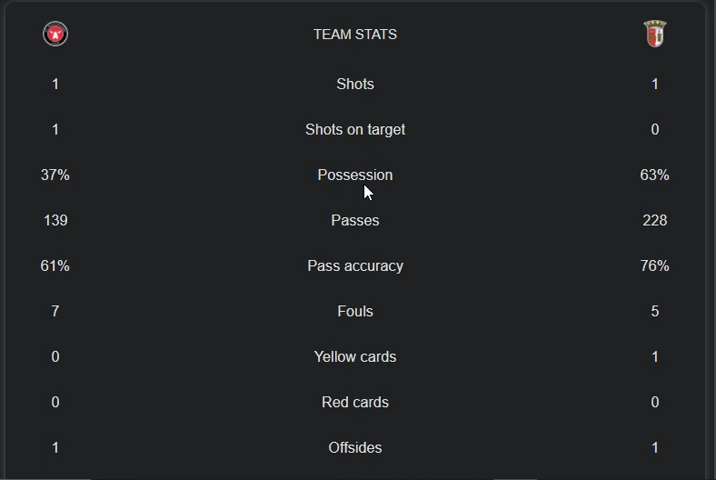 TEAM STATS
1 Shots 1
1 Shots on target 0
37% Possession 63%
139 Passes 228
61% Pass accuracy 76%
7 Fouls 5
0 Yellow cards 1
0 Red cards 0
1 Offsides 1